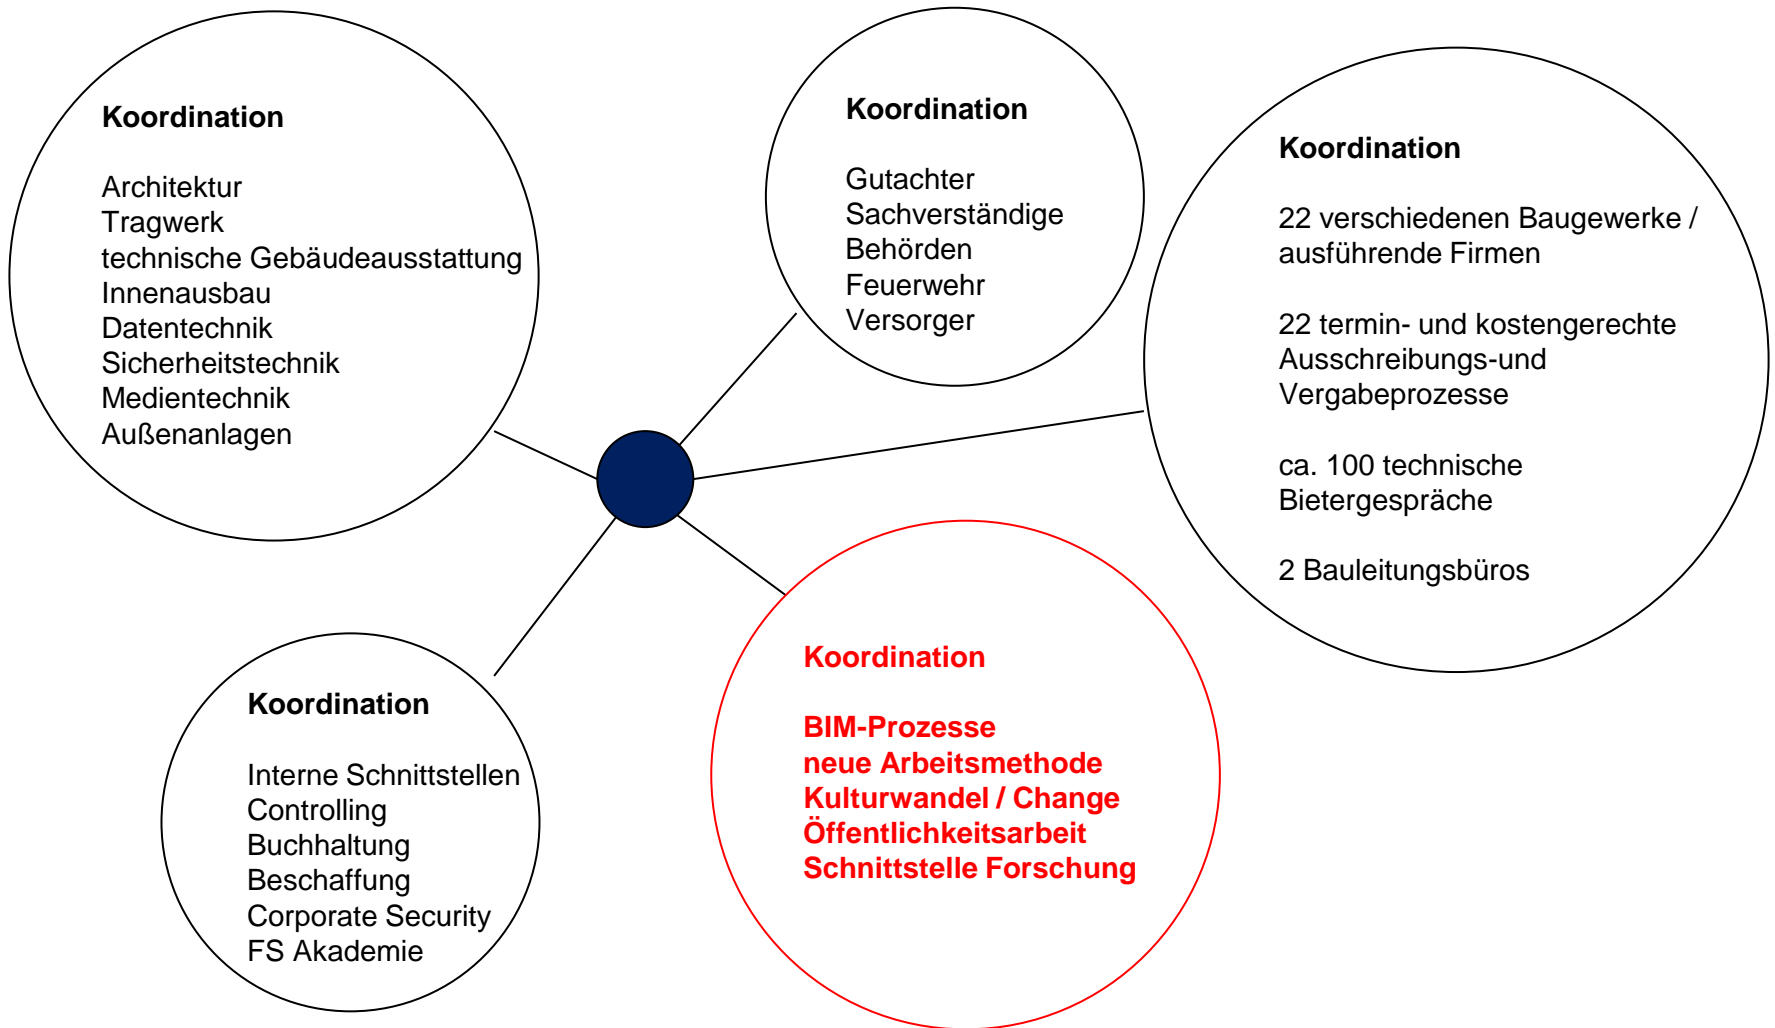 Koordination
Architektur
Tragwerk
technische Gebäudeausstattung
Innenausbau
Datentechnik
Sicherheitstechnik
Medientechnik
Außenanlagen
Koordination
Gutachter
Sachverständige
Behörden
Feuerwehr
Versorger
Koordination
22 verschiedenen Baugewerke /
ausführende Firmen
22 termin- und kostengerechte
Ausschreibungs-und
Vergabeprozesse
ca. 100 technische
Bietergespräche
2 Bauleitungsbüros
Koordination
Interne Schnittstellen
Controlling
Buchhaltung
Beschaffung
Corporate Security
FS Akademie
Koordination
BIM-Prozesse
neue Arbeitsmethode
Kulturwandel / Change
Öffentlichkeitsarbeit
Schnittstelle Forschung